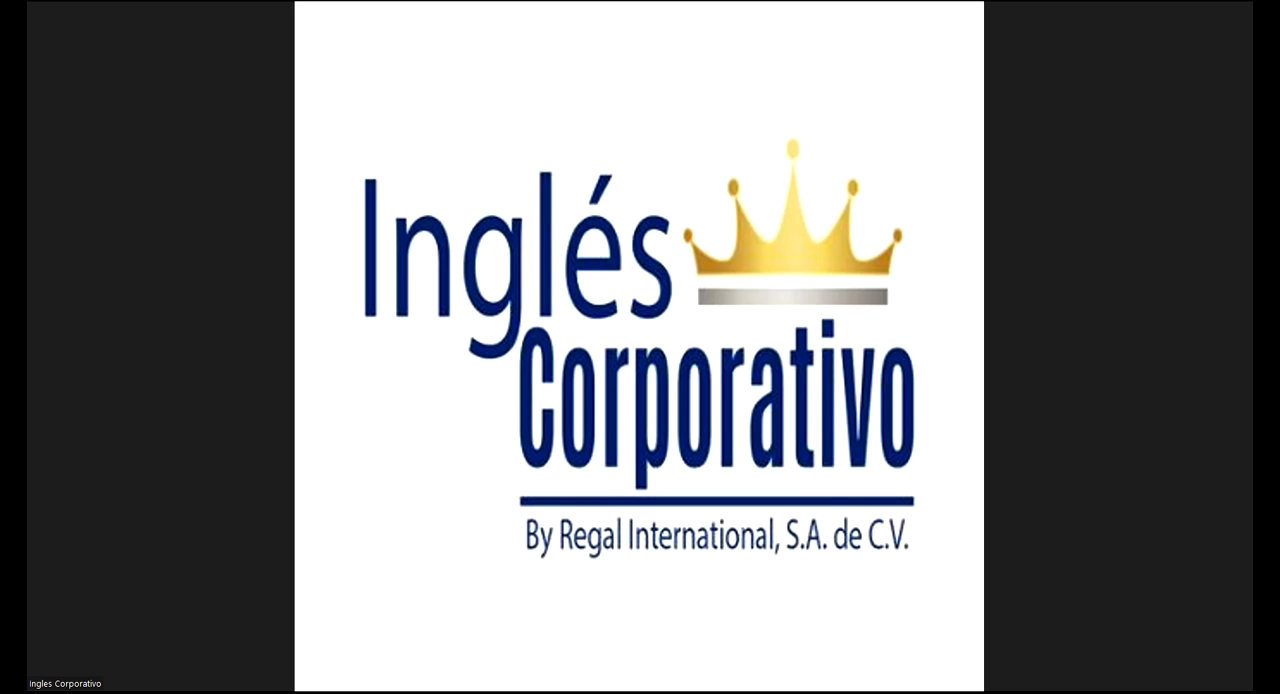 Inglés
Corporativo
By Regal International, S.A. de C.V.
Ingles Corporativo